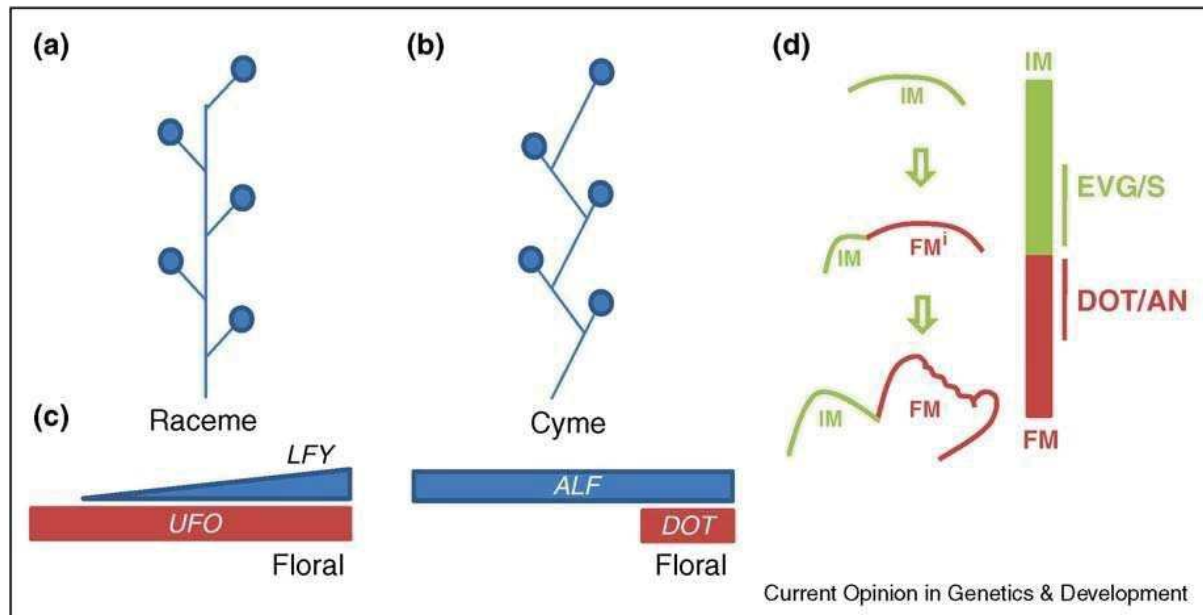 (a)
Raceme
(b)
Cyme
(c)
LFY
UFO
Floral
ALF
DOT
Floral
(d)
IM
IM
FMⁱ
IM
FM
IM
EVG/S
DOT/AN
FM
Current Opinion in Genetics & Development